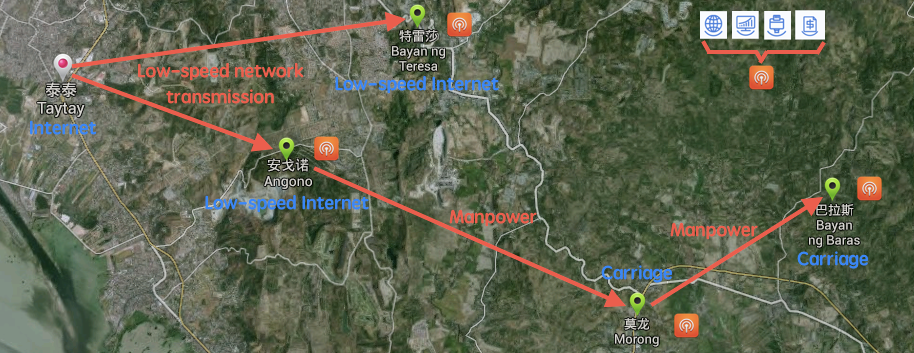 特雷莎
Bayan ng
Teresa
Low-speed Internet
Low-speed network
transmission
泰泰
Taytay
Internet
安戈诺
Angono
Low-speed Internet
Manpower
Manpower
巴拉斯
Bayan
ng Baras
Carriage
Carriage
莫龙
Morong